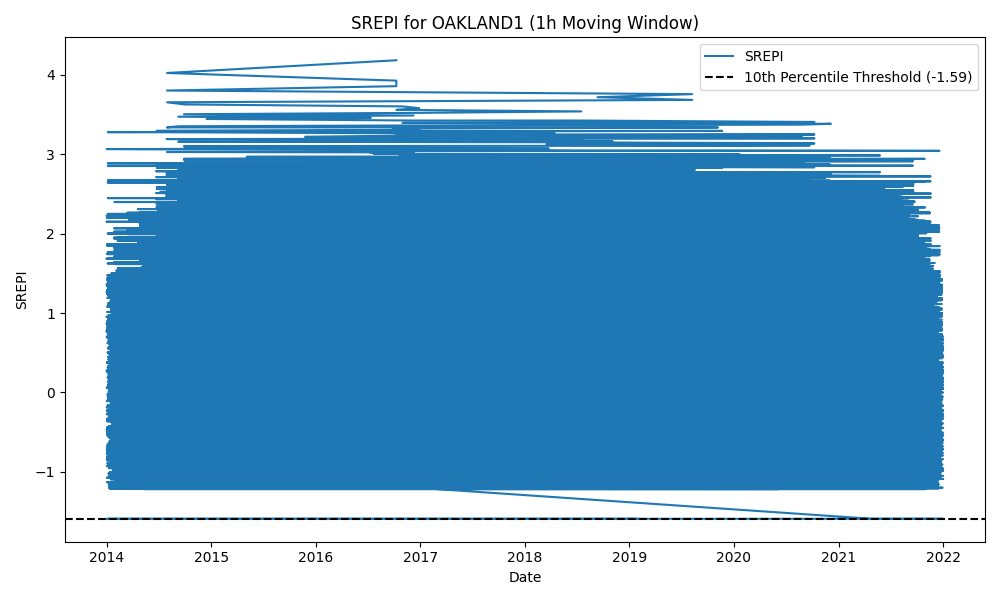 SREPI for OAKLAND1 (1h Moving Window)
SREPI
10th Percentile Threshold (-1.59)
4
3
2
1
0
−1
SREPI
2014 2015 2016 2017 2018 2019 2020 2021 2022
Date